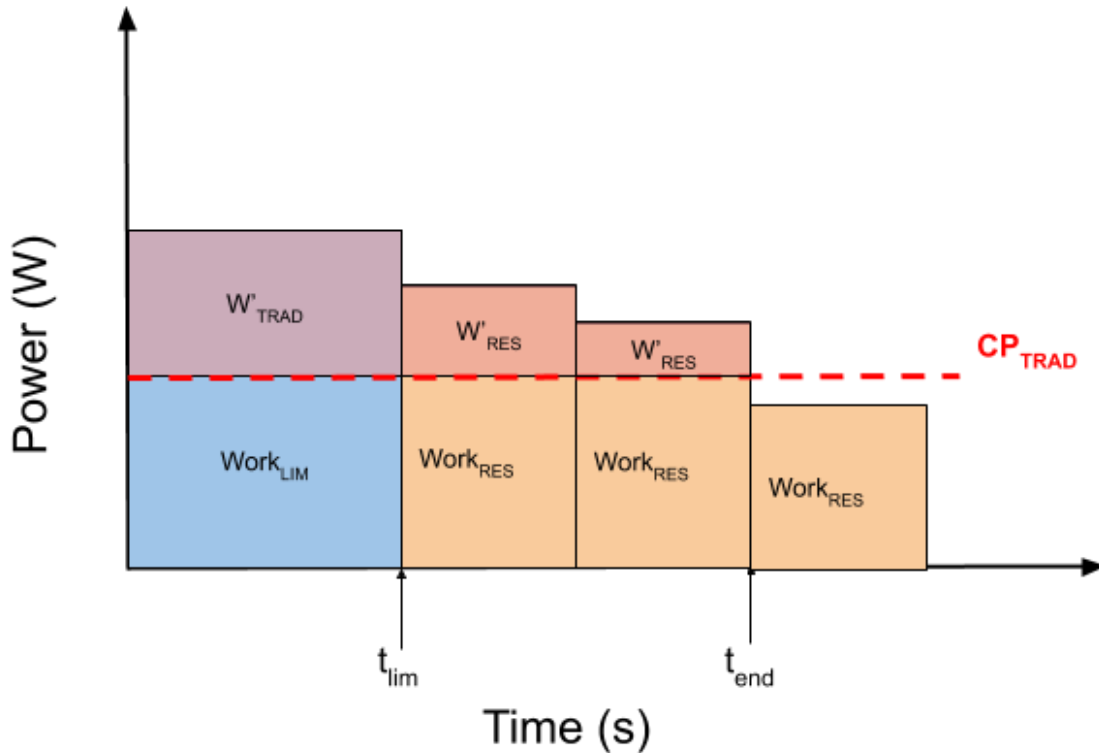 Power (W)
W'TRAD
W'RES
W'RES
CPTRAD
WorkLIM
WorkRES
WorkRES
WorkRES
tlim
tend
Time (s)